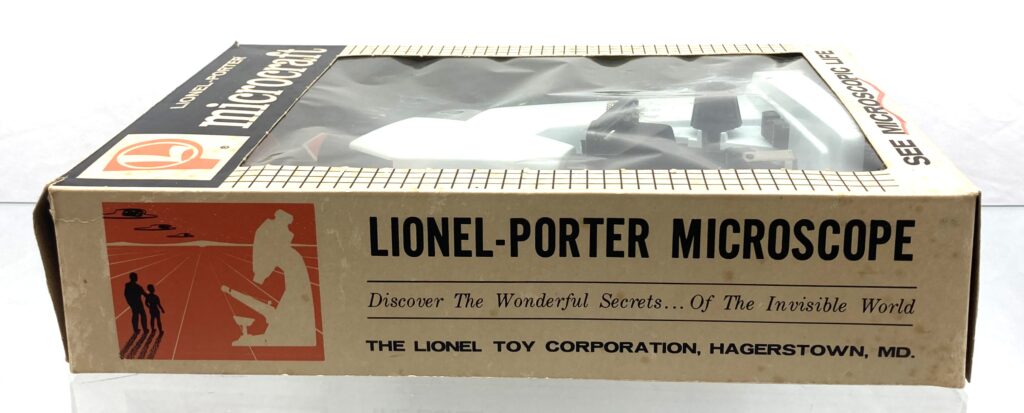 LIONEL-PORTER
microcraft
L
SEE MICROSCOPIC LIFE
LIONEL-PORTER MICROSCOPE
Discover The Wonderful Secrets... Of The Invisible World
THE LIONEL TOY CORPORATION, HAGERSTOWN, MD.